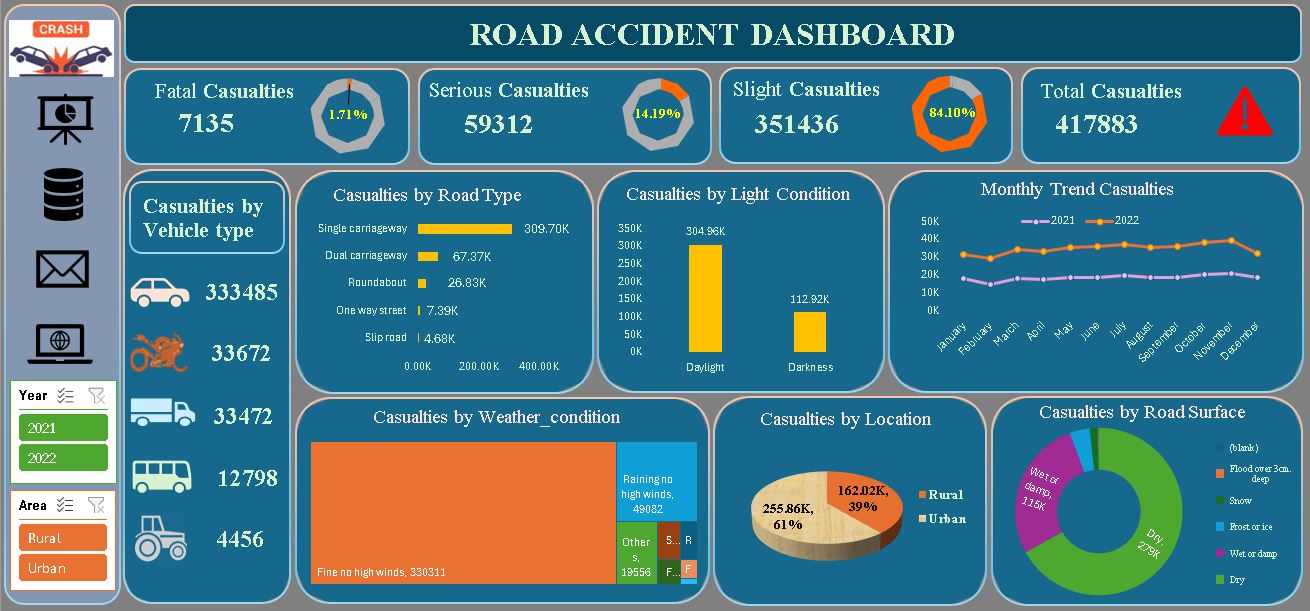 CRASH
ROAD ACCIDENT DASHBOARD
Fatal Casualties
7135
1.71%
Serious Casualties
59312
14.19%
Slight Casualties
351436
84.10%
Total Casualties
417883
Year
2021
2022
Area
Rural
Urban
Casualties by
Vehicle type
333485
33672
33472
12798
4456
Casualties by Road Type
Single carriageway 309.70K
Dual carriageway 67.37K
Roundabout 26.83K
One way street 7.39K
Slip road 4.68K
0.00K 200.00K 400.00K
Casualties by Light Condition
350K
300K
250K
200K
150K
100K
50K
0K
304.96K
112.92K
Daylight Darkness
Monthly Trend Casualties
2021 2022
50K
40K
30K
20K
10K
0K
January February March April May June July August September October November December
Casualties by Weather_condition
Fine no high winds, 330311
Raining no
high winds,
49082
Other
s,
19556
S... R
F... F
Casualties by Location
162.02K,
39%
255.86K,
61%
Rural
Urban
Casualties by Road Surface
Wet or
damp,
115K
Dry,
279K
(blank)
Flood over 3cm.
deep
Snow
Frost or ice
Wet or damp
Dry